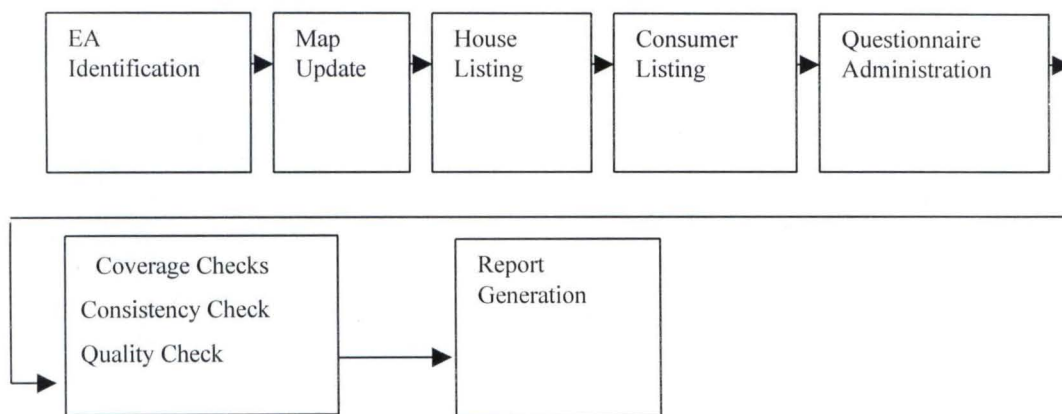 EA
Identification
Map
Update
House
Listing
Consumer
Listing
Questionnaire
Administration
Coverage Checks
Consistency Check
Quality Check
Report
Generation